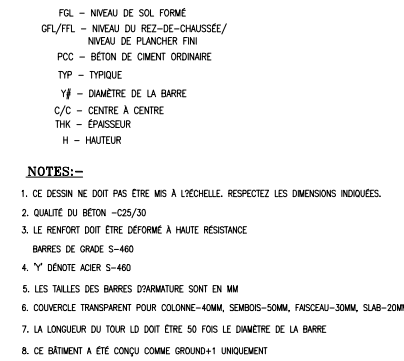 FGL – NIVEAU DE SOL FORMÉ
GFL/FFL – NIVEAU DU REZ-DE-CHAUSSÉE/
NIVEAU DE PLANCHER FINI
PCC – BÉTON DE CIMENT ORDINAIRE
TYP – TYPIQUE
Y# – DIAMÈTRE DE LA BARRE
C/C – CENTRE À CENTRE
THK – ÉPAISSEUR
H – HAUTEUR
NOTES:–
1. CE DESSIN NE DOIT PAS ÊTRE MIS À L?ÉCHELLE. RESPECTEZ LES DIMENSIONS INDIQUÉES.
2. QUALITÉ DU BÉTON -C25/30
3. LE RENFORT DOIT ÊTRE DÉFORMÉ À HAUTE RÉSISTANCE
BARRES DE GRADE S-460
4. 'Y' DÉNOTE ACIER S-460
5. LES TAILLES DES BARRES D?ARMATURE SONT EN MM
6. COUVERCLE TRANSPARENT POUR COLONNE-40MM, SEMBOIS-50MM, FAISCEAU-30MM, SLAB-20MM
7. LA LONGUEUR DU TOUR LD DOIT ÊTRE 50 FOIS LE DIAMÈTRE DE LA BARRE
8. CE BÂTIMENT A ÉTÉ CONÇU COMME GROUND+1 UNIQUEMENT